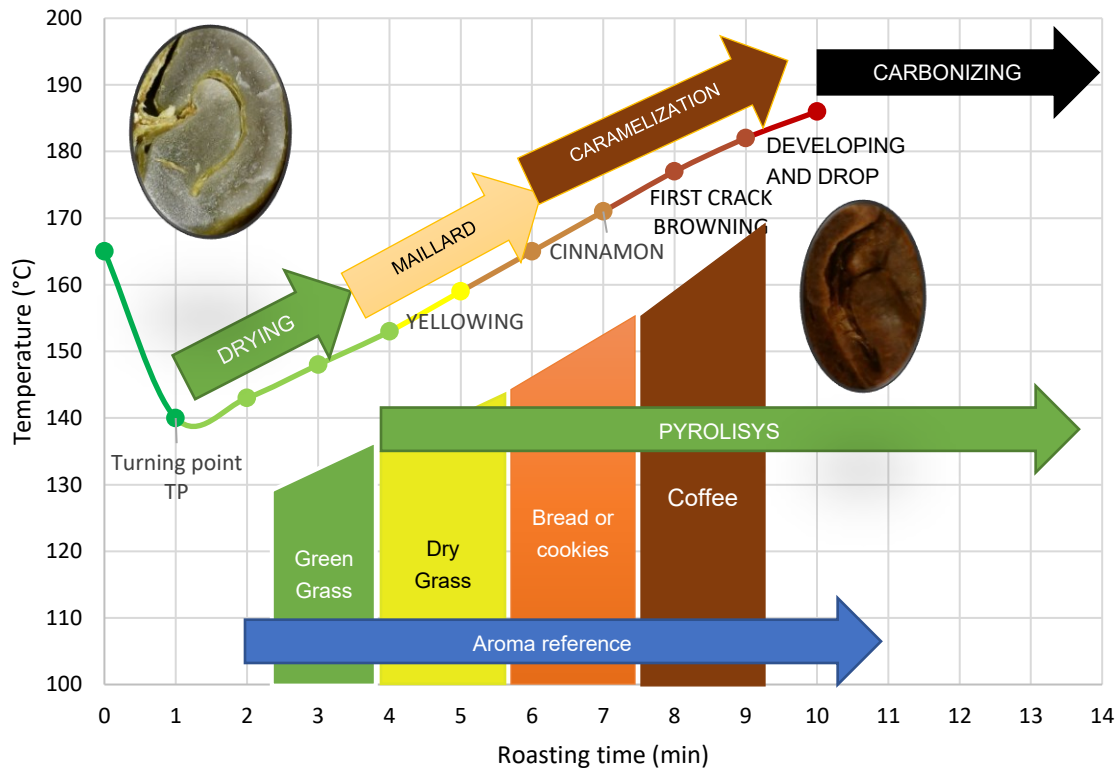 Temperature (°C)
200
190
180
170
160
150
140
130
120
110
100
CARBONIZING
CARAMELIZATION
MAILLARD
DRYING
DEVELOPING
AND DROP
FIRST CRACK
BROWNING
CINNAMON
YELLOWING
Turning point
TP
PYROLISYS
Green
Grass
Dry
Grass
Bread or
cookies
Coffee
Aroma reference
0 1 2 3 4 5 6 7 8 9 10 11 12 13 14
Roasting time (min)